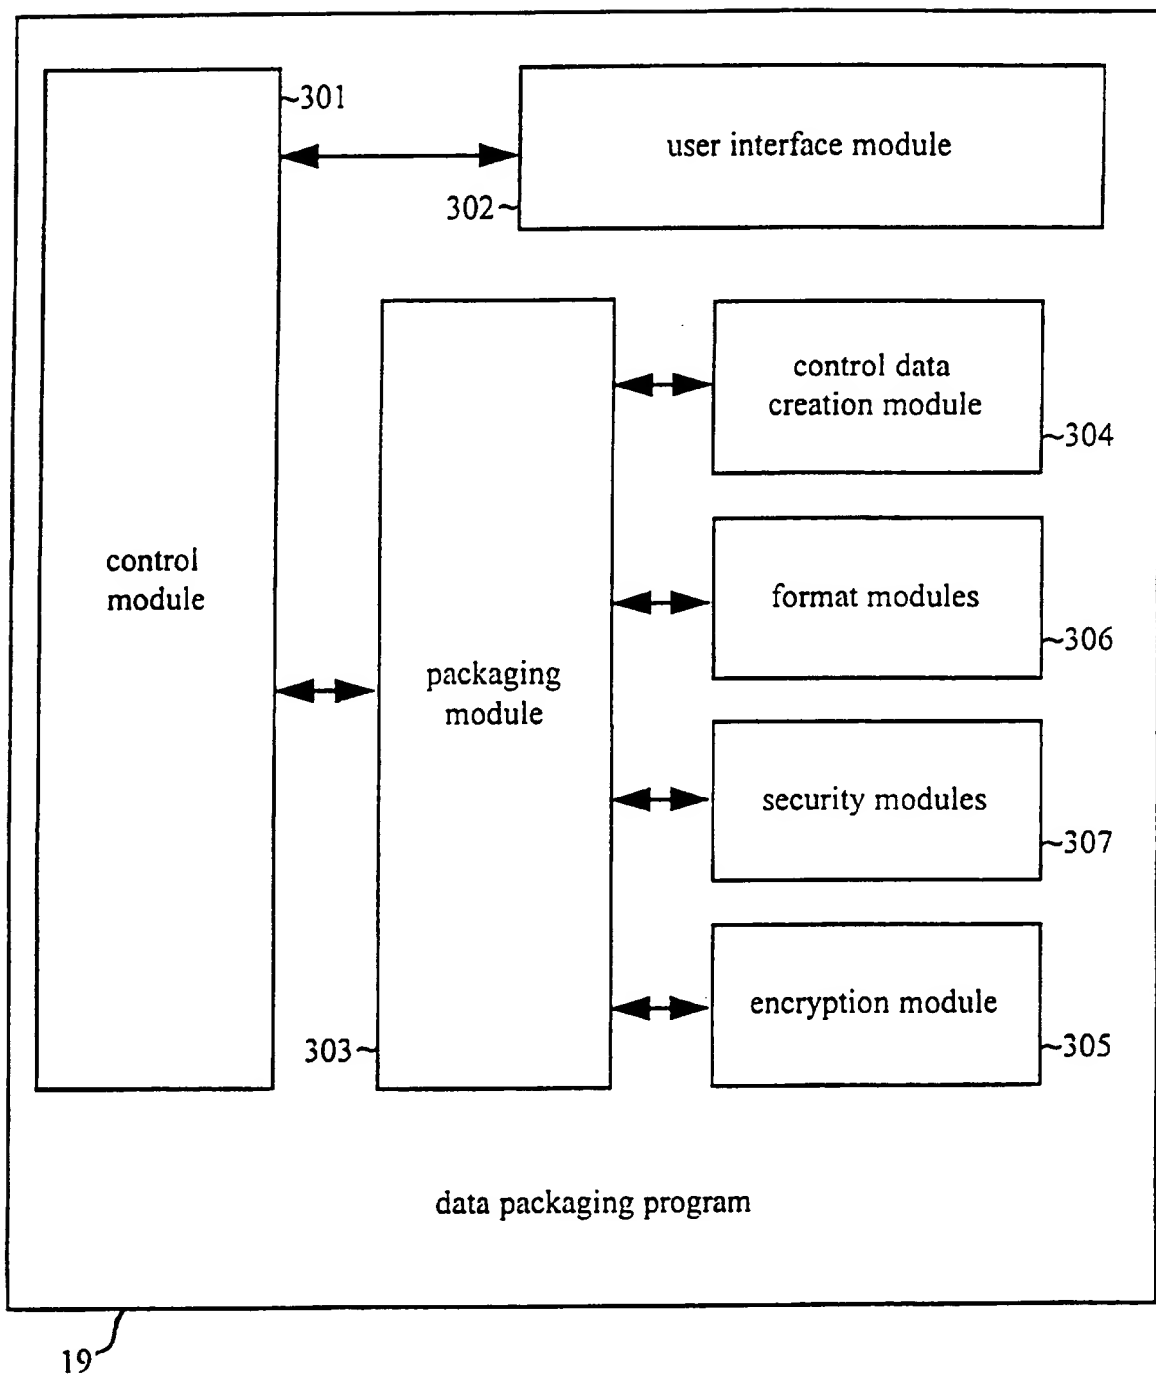 301
user interface module
302
control data
creation module
304
control
module
format modules
306
packaging
module
security modules
307
encryption module
303
305
data packaging program
19